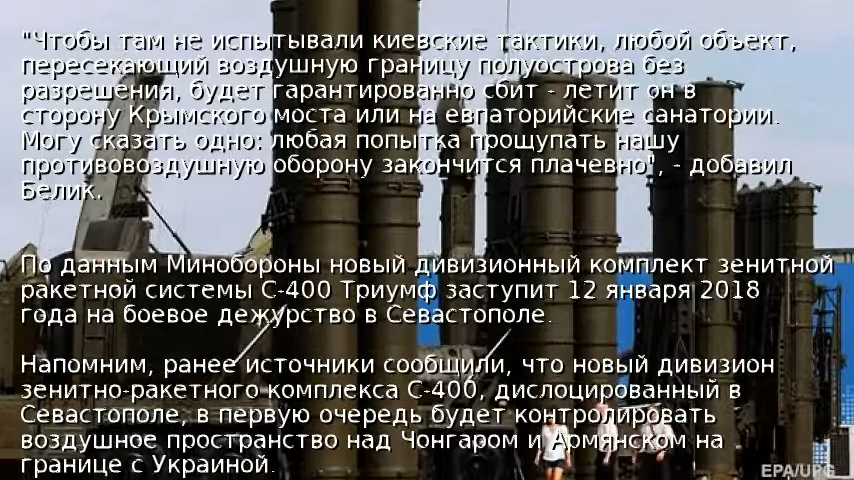 "Чтобы там не испытывали киевские тактики, любой объект,
пересекающий воздушную границу полуострова без
разрешения, будет гарантированно сбит - летит он в
сторону Крымского моста или на евпаторийские санатории.
Могу сказать одно: любая попытка прощупать нашу
противовоздушную оборону закончится плачевно", - добавил
Белик.
По данным Минобороны новый дивизионный комплект зенитной
ракетной системы С-400 Триумф заступит 12 января 2018
года на боевое дежурство в Севастополе.
Напомним, ранее источники сообщили, что новый дивизион
зенитно-ракетного комплекса С-400, дислоцированный в
Севастополе, в первую очередь будет контролировать
воздушное пространство над Чонгаром и Армянском на
границе с Украиной.
EPA/UPG